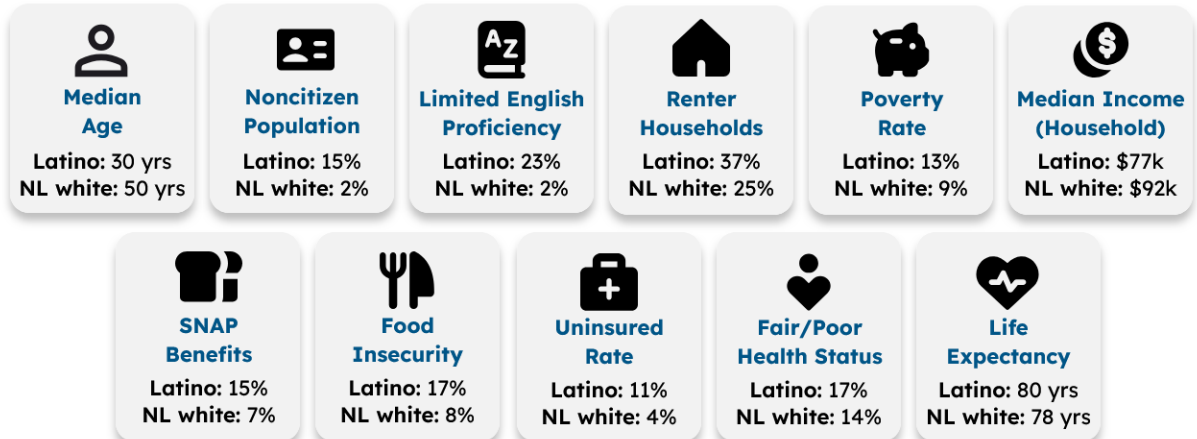 Median
Age
Latino: 30 yrs
NL white: 50 yrs
Noncitizen
Population
Latino: 15%
NL white: 2%
A
Z
Limited English
Proficiency
Latino: 23%
NL white: 2%
Renter
Households
Latino: 37%
NL white: 25%
Poverty
Rate
Latino: 13%
NL white: 9%
$
Median Income
(Household)
Latino: $77k
NL white: $92k
SNAP
Benefits
Latino: 15%
NL white: 7%
Food
Insecurity
Latino: 17%
NL white: 8%
Uninsured
Rate
Latino: 11%
NL white: 4%
Fair/Poor
Health Status
Latino: 17%
NL white: 14%
Life
Expectancy
Latino: 80 yrs
NL white: 78 yrs